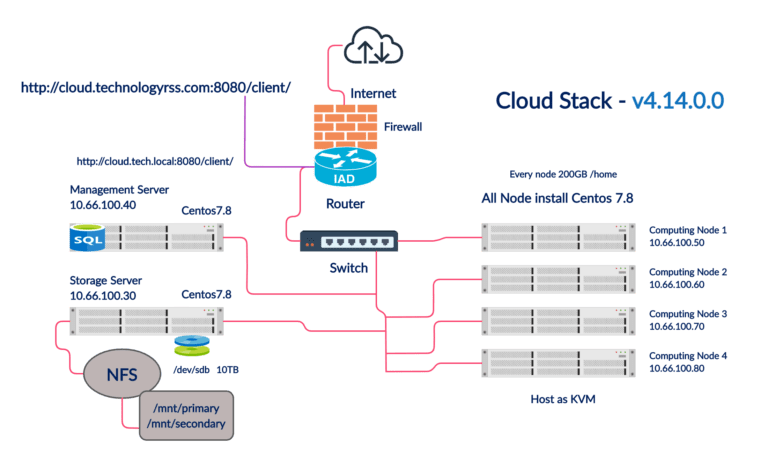 Internet
http://cloud.technologyrss.com:8080/client/
Cloud Stack - v4.14.0.0
Firewall
http://cloud.tech.local:8080/client/
IAD
Router
Every node 200GB /home
All Node install Centos 7.8
Management Server
10.66.100.40
Centos7.8
SQL
Switch
Computing Node 1
10.66.100.50
Storage Server
10.66.100.30
Centos7.8
Computing Node 2
10.66.100.60
Computing Node 3
10.66.100.70
/dev/sdb 10TB
NFS
Computing Node 4
10.66.100.80
/mnt/primary
/mnt/secondary
Host as KVM